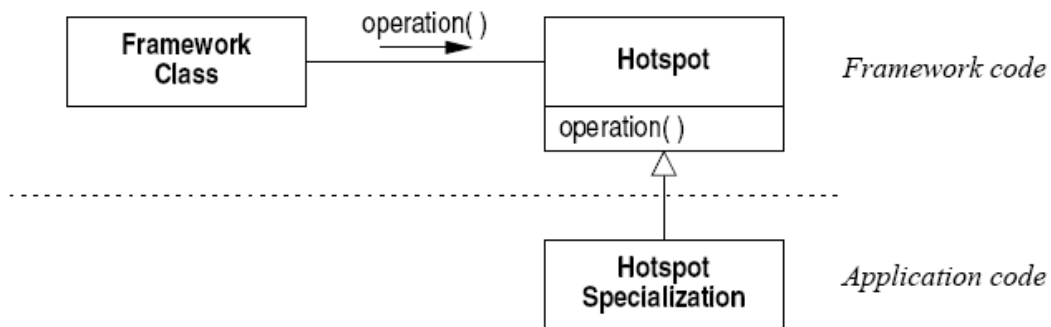 operation( )
Framework
Class
Hotspot
Framework code
operation( )
Hotspot
Specialization
Application code